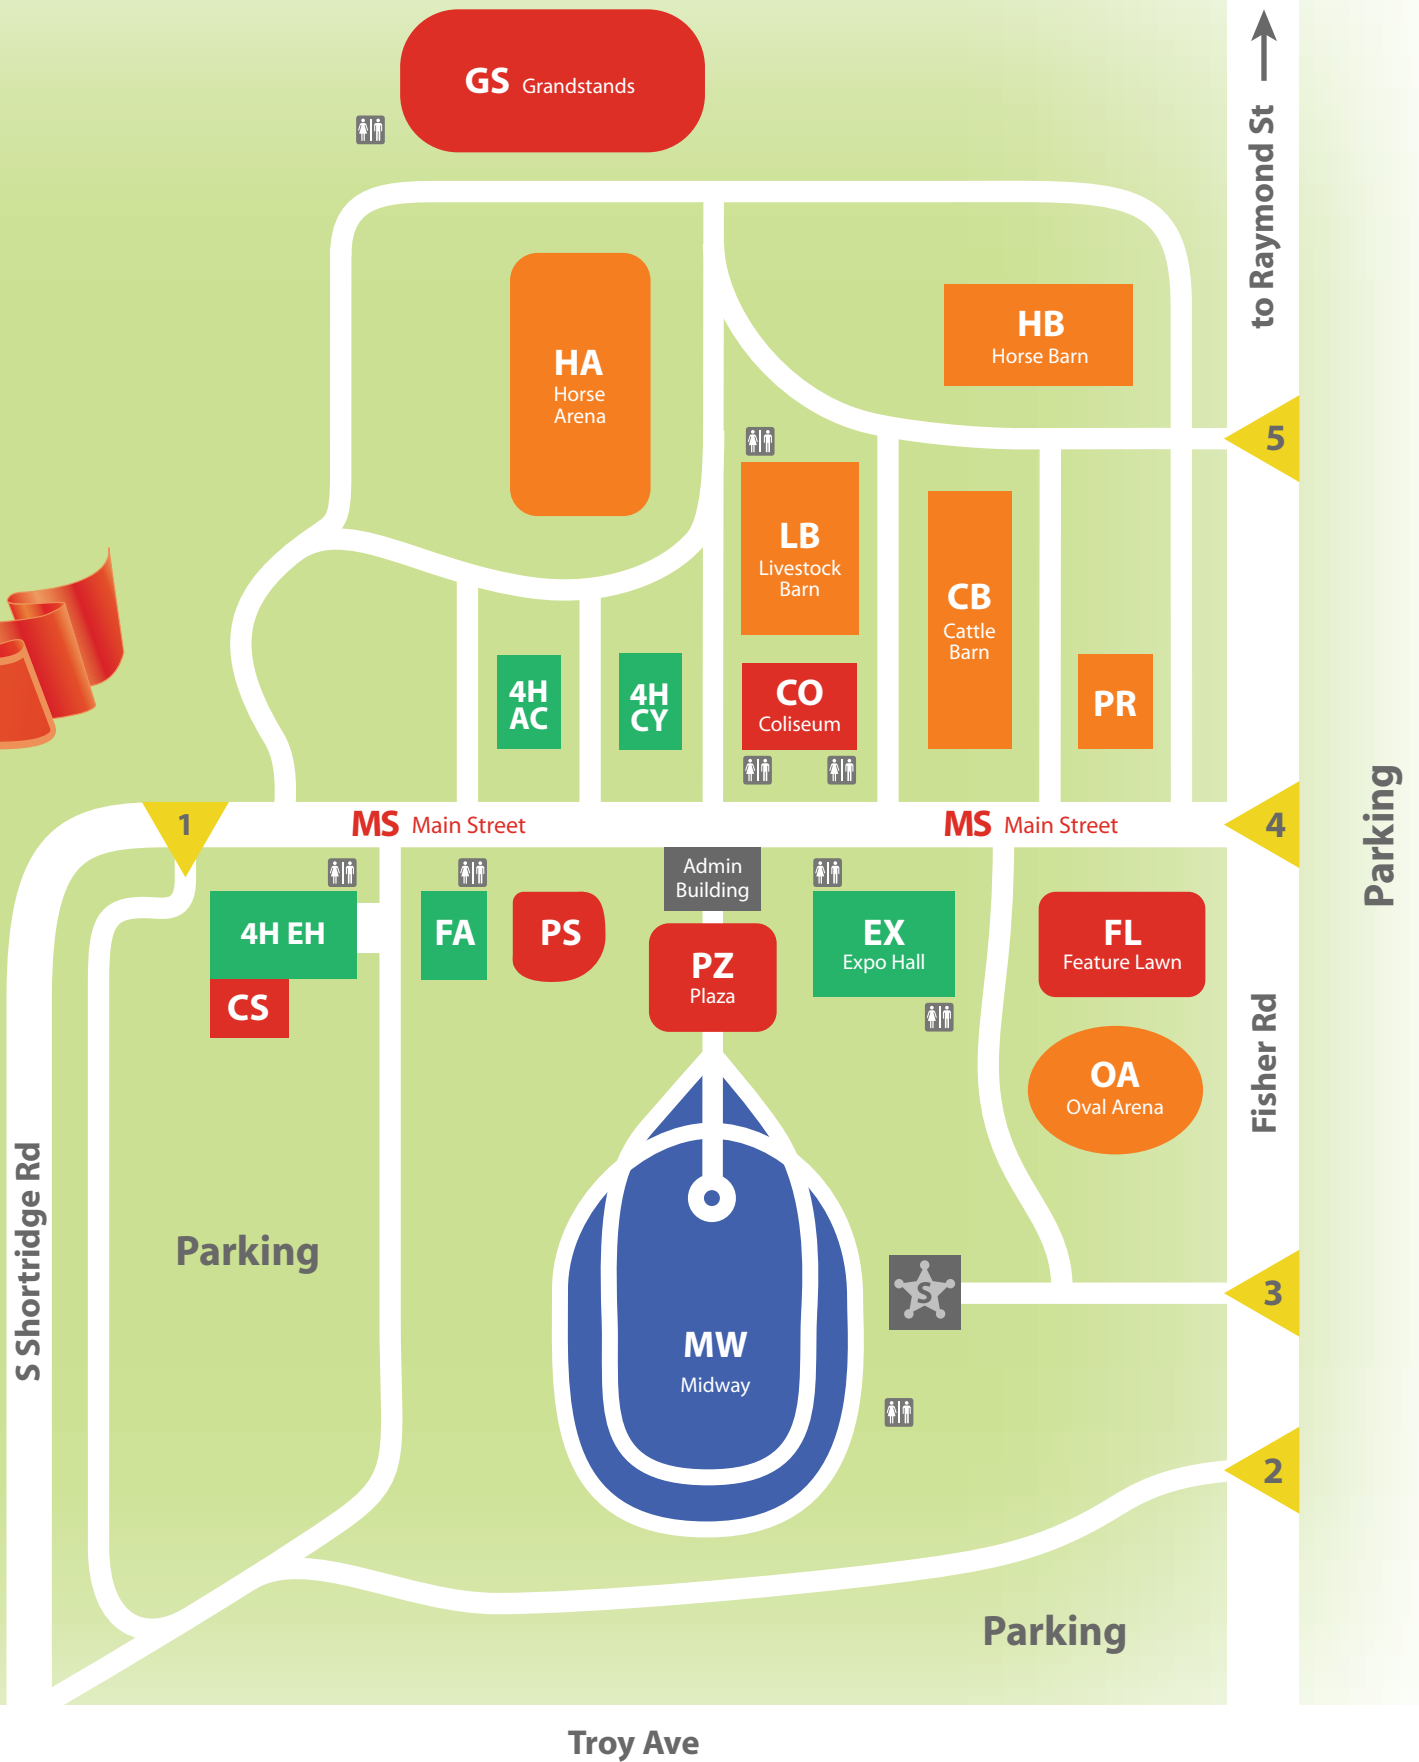 GS Grandstands
to Raymond St
HA
Horse
Arena
HB
Horse Barn
5
LB
Livestock
Barn
CB
Cattle
Barn
4H
AC
4H
CY
CO
Coliseum
PR
Parking
1
MS Main Street
MS Main Street
4
Admin
Building
4H EH
FA
PS
PZ
Plaza
EX
Expo Hall
FL
Feature Lawn
CS
Fisher Rd
OA
Oval Arena
S Shortridge Rd
Parking
S
3
MW
Midway
2
Parking
Troy Ave